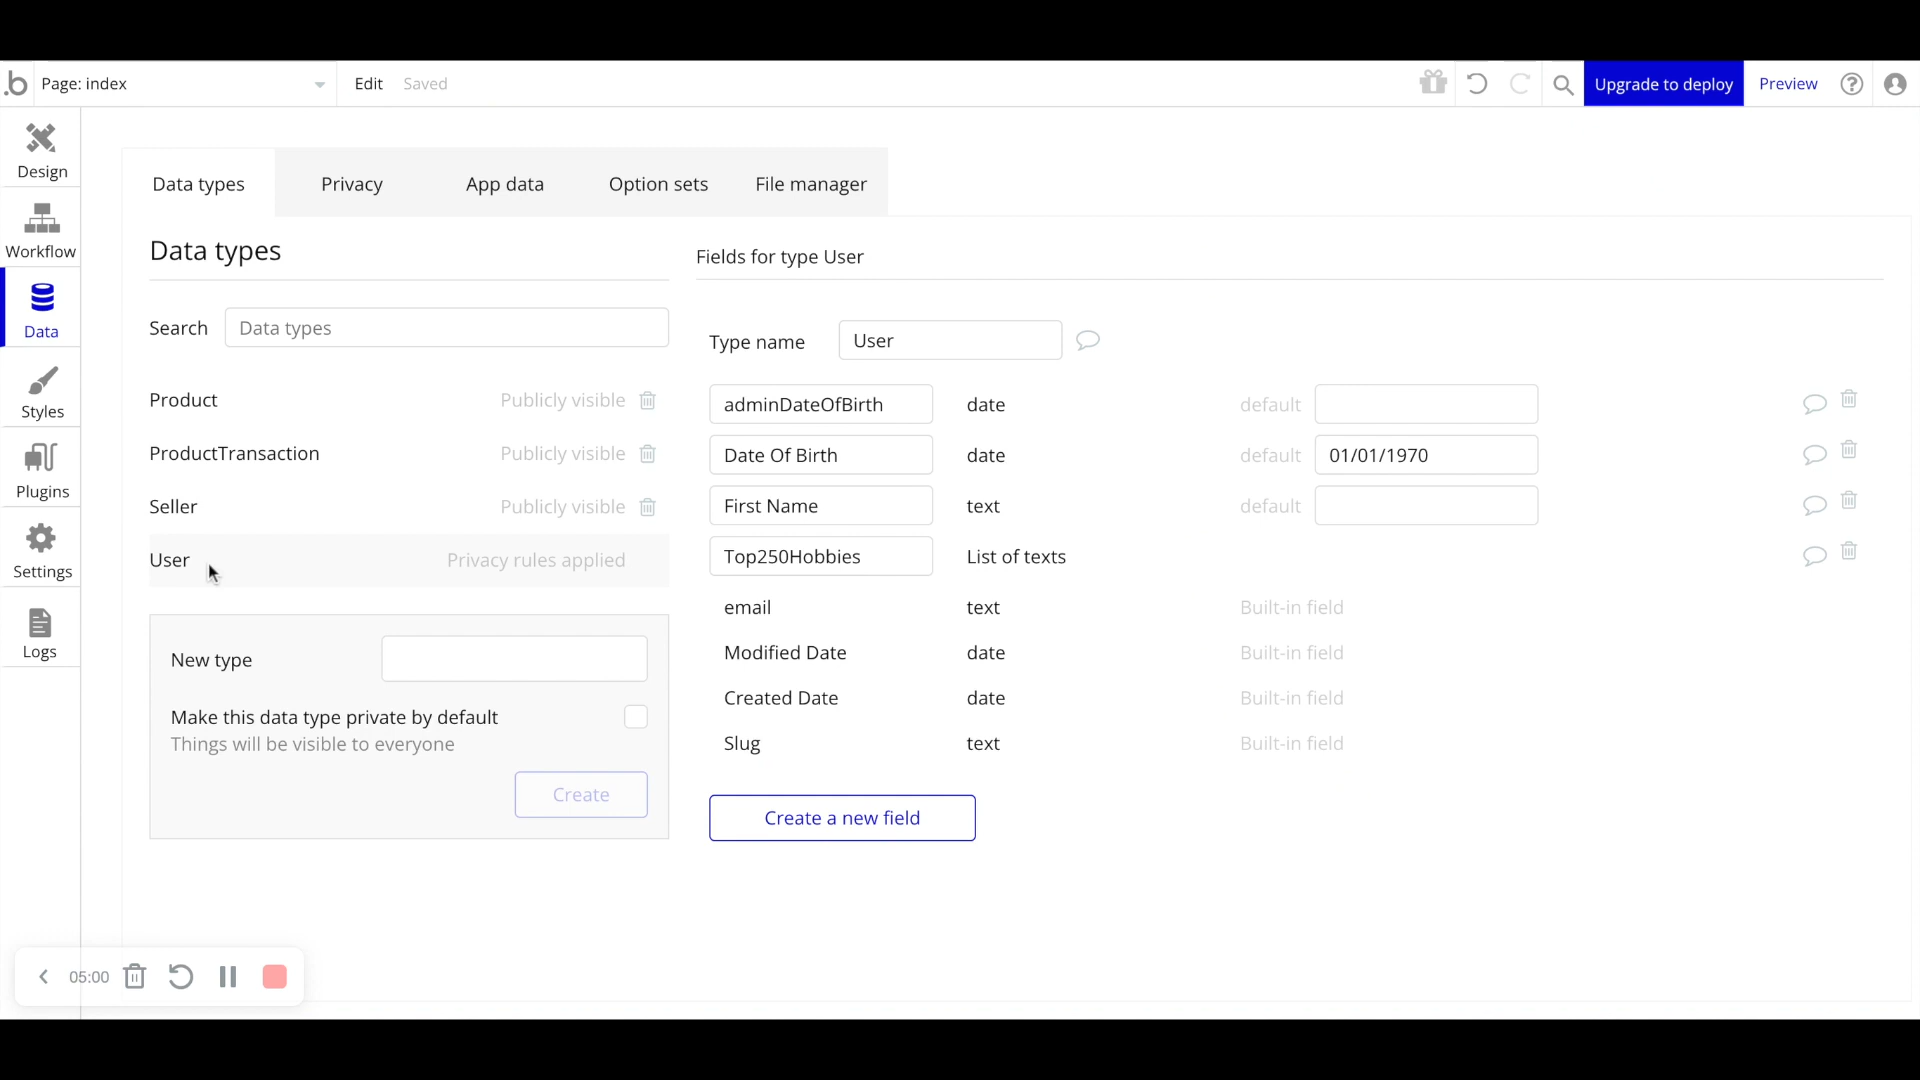 .b Page: index Edit Saved Upgrade to deploy Preview ?
Design
Workflow
Data
Styles
Plugins
Settings
Logs
Data types Privacy App data Option sets File manager
Data types
Search Data types
Product Publicly visible
ProductTransaction Publicly visible
Seller Publicly visible
User Privacy rules applied
New type
Make this data type private by default
Things will be visible to everyone
Create
Fields for type User
Type name User
adminDateOfBirth date default
Date Of Birth date default 01/01/1970
First Name text default
Top250Hobbies List of texts
email text Built-in field
Modified Date date Built-in field
Created Date date Built-in field
Slug text Built-in field
Create a new field
05:00